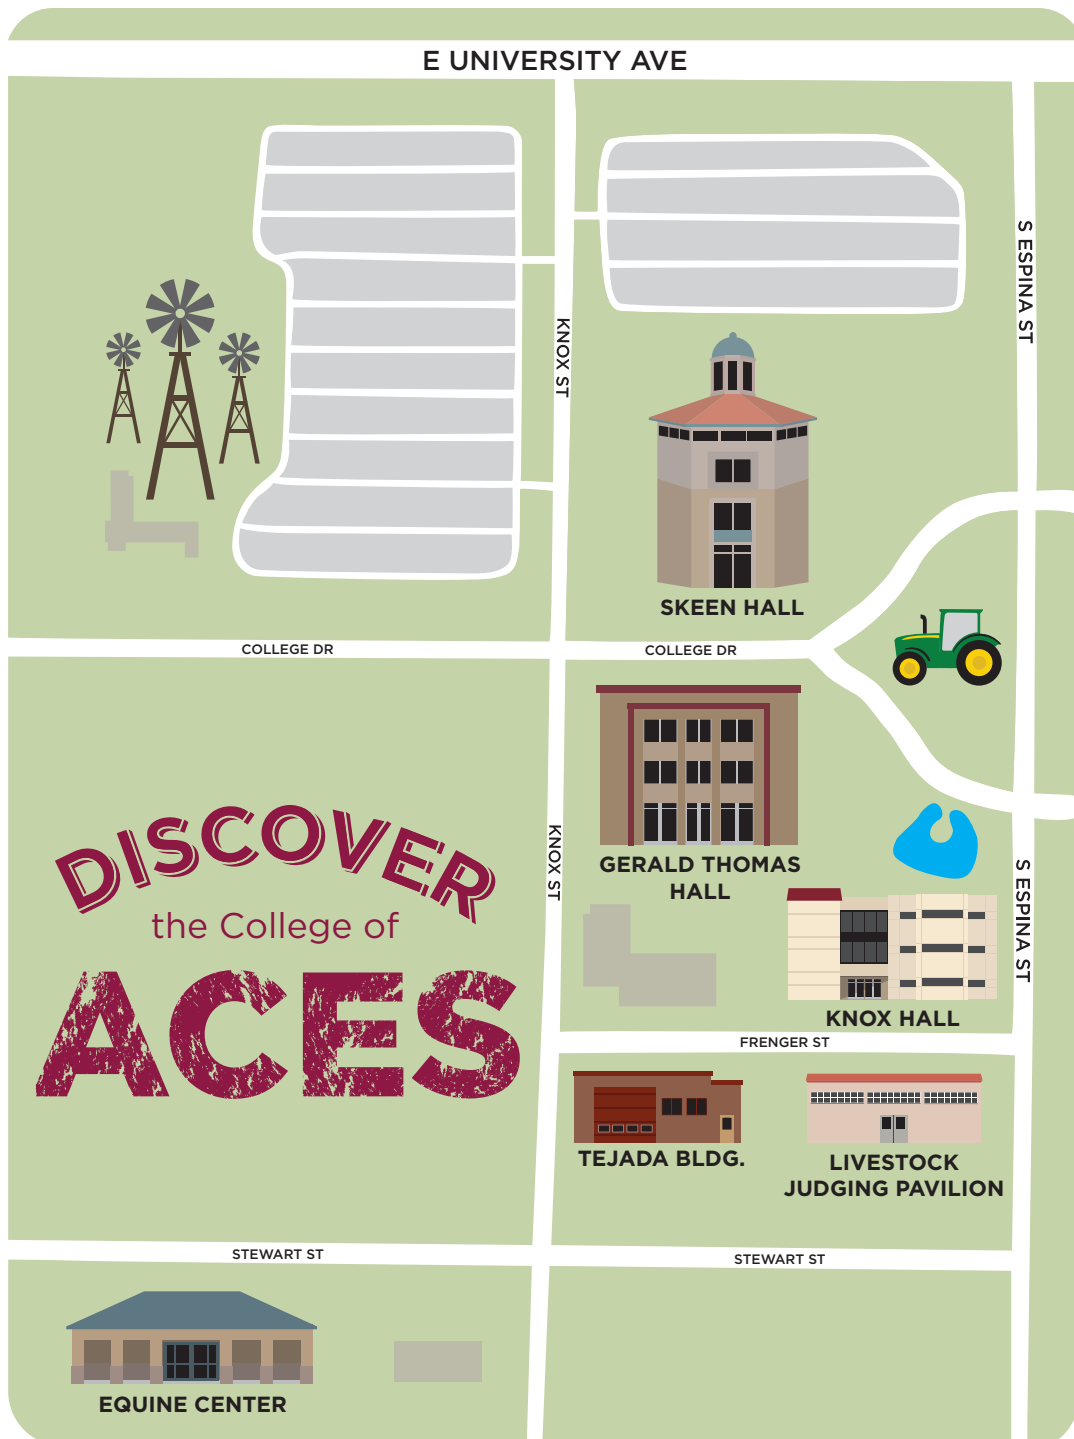 E UNIVERSITY AVE
S ESPINA ST
KNOX ST
SKEEN HALL
COLLEGE DR
COLLEGE DR
DISCOVER
the College of
ACES
KNOX ST
GERALD THOMAS
HALL
S ESPINA ST
KNOX HALL
FRENGER ST
TEJADA BLDG.
LIVESTOCK
JUDGING PAVILION
STEWART ST
STEWART ST
EQUINE CENTER